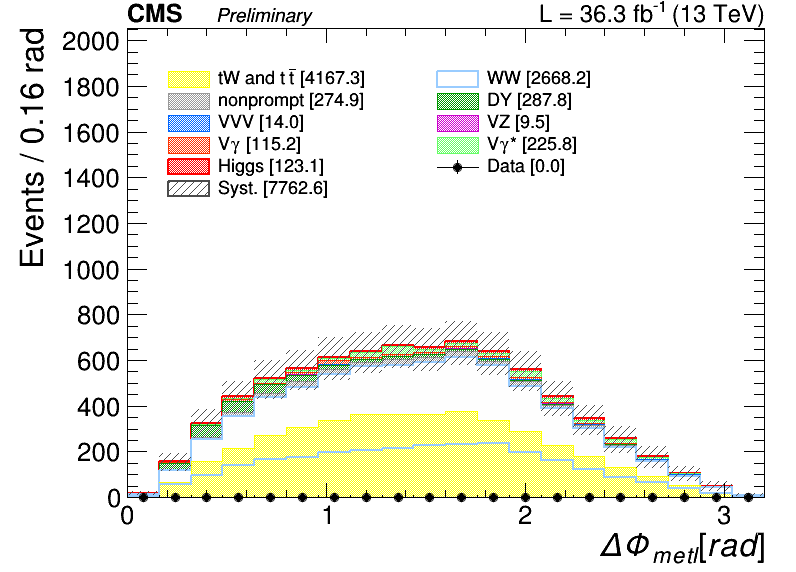 CMS Preliminary L = 36.3 fb⁻¹ (13 TeV)
Events / 0.16 rad
2000
1800
1600
1400
1200
1000
800
600
400
200
0
tW and tt̅ [4167.3]
nonprompt [274.9]
VVV [14.0]
Vγ [115.2]
Higgs [123.1]
Syst. [7762.6]
WW [2668.2]
DY [287.8]
VZ [9.5]
Vγ* [225.8]
Data [0.0]
0 1 2 3
ΔΦmetl[rad]